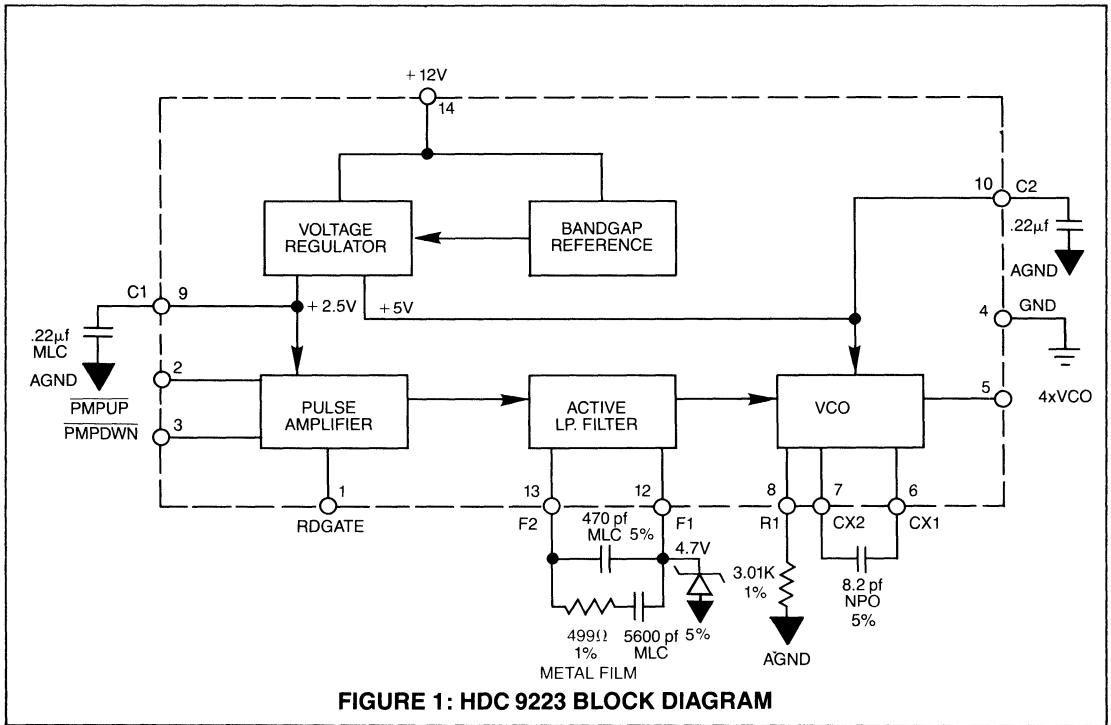 + 12V
14
VOLTAGE
REGULATOR
BANDGAP
REFERENCE
10
C2
.22µf
AGND
C1
9
+ 2.5V
+ 5V
4
GND
.22µf
MLC
AGND
2
PMPUP
PMPDWN
3
PULSE
AMPLIFIER
ACTIVE
LP. FILTER
VCO
5
4xVCO
1
RDGATE
13
F2
12
F1
8
R1
7
CX2
6
CX1
470 pf
MLC 5%
4.7V
5%
499Ω
1%
METAL FILM
5600 pf
MLC
3.01K
1%
AGND
8.2 pf
NPO
5%
FIGURE 1: HDC 9223 BLOCK DIAGRAM